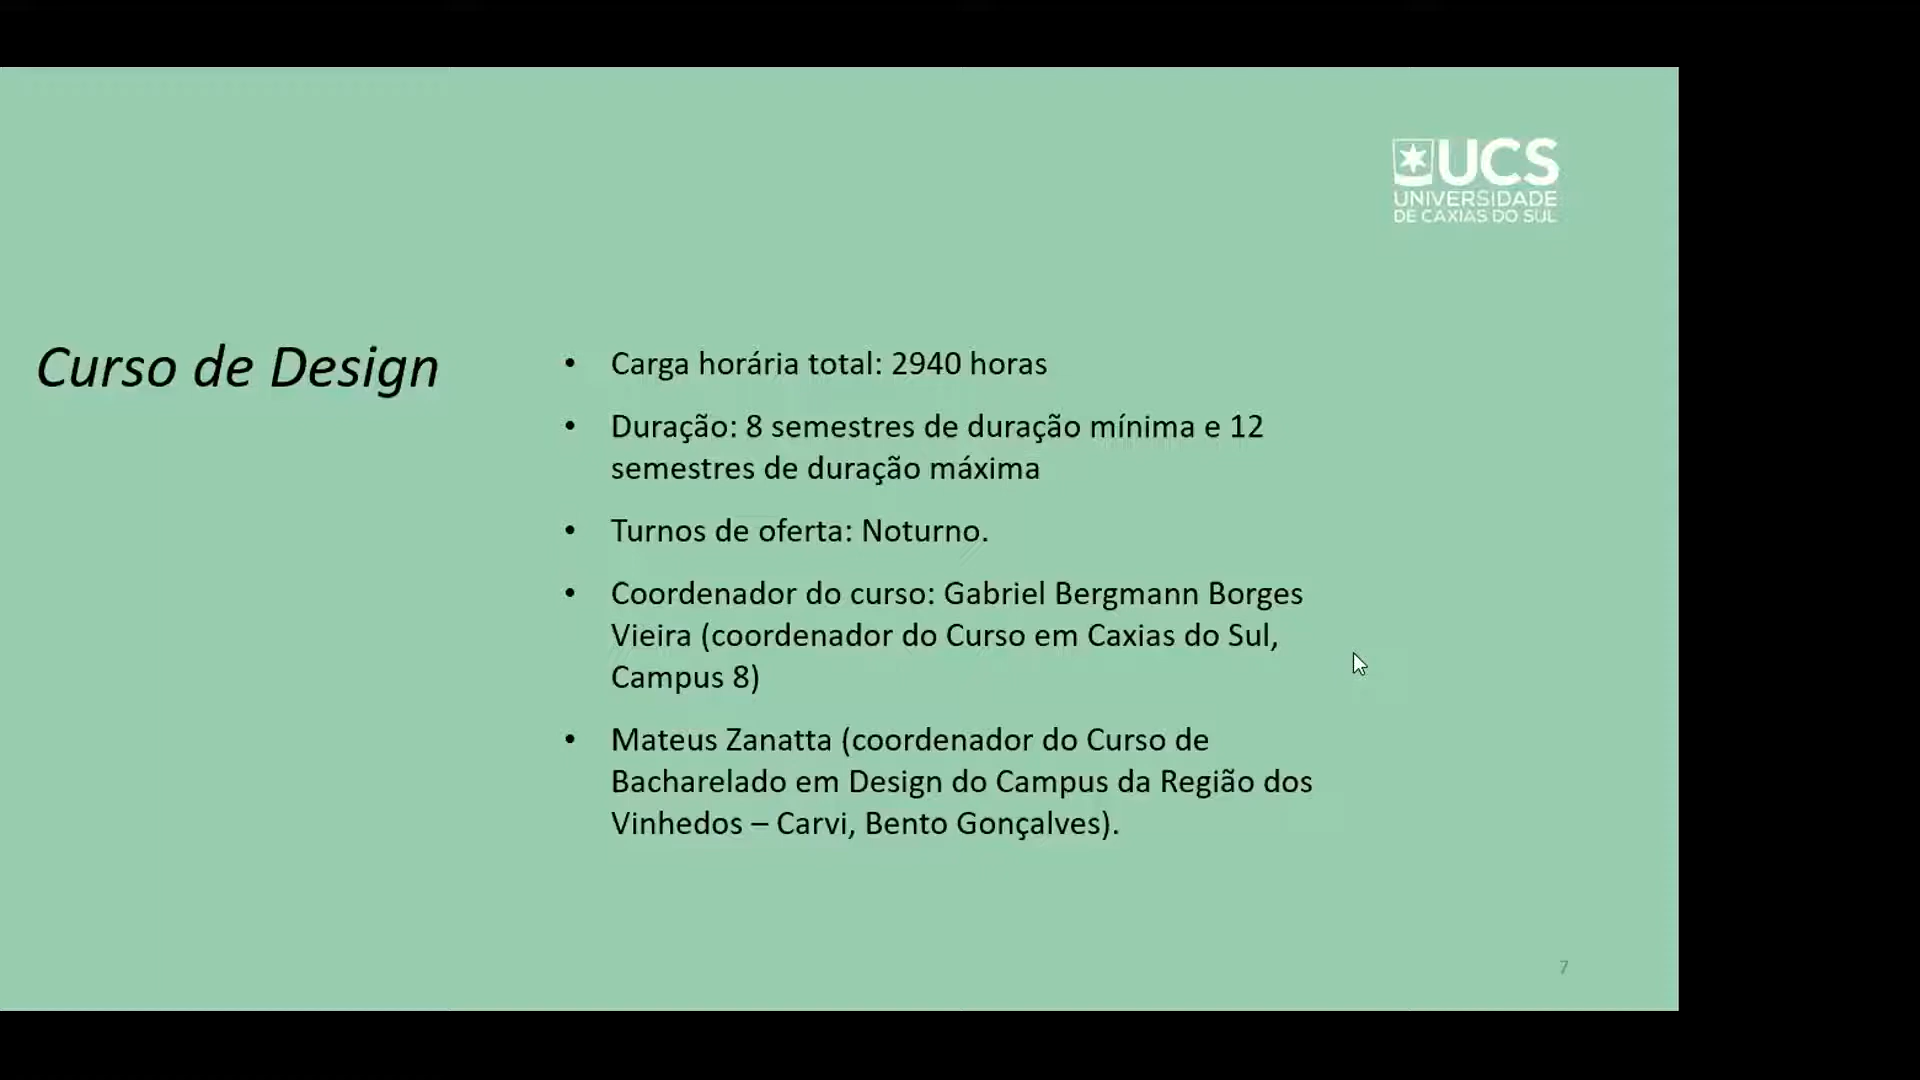 UCS
UNIVERSIDADE
DE CAXIAS DO SUL
Curso de Design
• Carga horária total: 2940 horas
• Duração: 8 semestres de duração mínima e 12
semestres de duração máxima
• Turnos de oferta: Noturno.
• Coordenador do curso: Gabriel Bergmann Borges
Vieira (coordenador do Curso em Caxias do Sul,
Campus 8)
• Mateus Zanatta (coordenador do Curso de
Bacharelado em Design do Campus da Região dos
Vinhedos – Carvi, Bento Gonçalves).
7